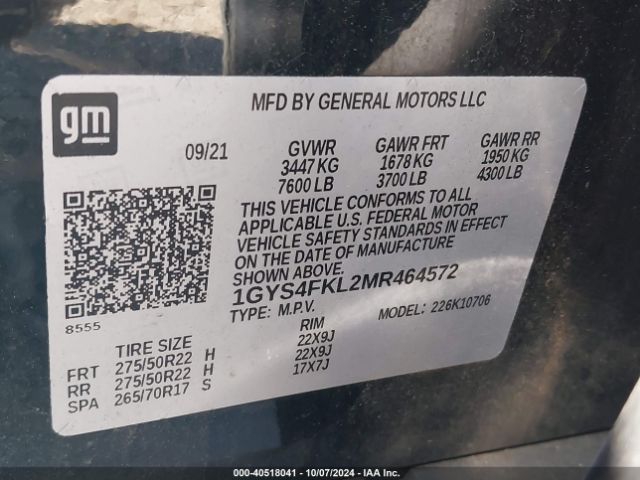 gm
MFD BY GENERAL MOTORS LLC
09/21 GVWR GAWR FRT GAWR RR
3447 KG 1678 KG 1950 KG
7600 LB 3700 LB 4300 LB
THIS VEHICLE CONFORMS TO ALL
APPLICABLE U.S. FEDERAL MOTOR
VEHICLE SAFETY STANDARDS IN EFFECT
ON THE DATE OF MANUFACTURE
SHOWN ABOVE.
1GYS4FKL2MR464572
8555 TYPE: M.P.V. MODEL: 226K10706
TIRE SIZE RIM
FRT 275/50R22 H 22X9J
RR 275/50R22 H 22X9J
SPA 265/70R17 S 17X7J
000-40518041 | 10/07/2024 | IAA Inc.